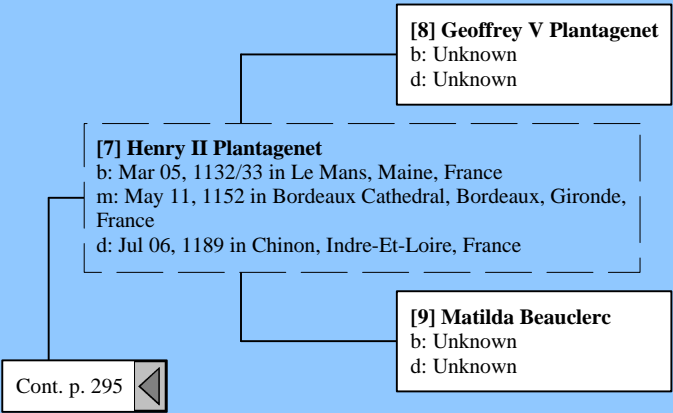 [8] Geoffrey V Plantagenet
b: Unknown
d: Unknown
[7] Henry II Plantagenet
b: Mar 05, 1132/33 in Le Mans, Maine, France
m: May 11, 1152 in Bordeaux Cathedral, Bordeaux, Gironde,
France
d: Jul 06, 1189 in Chinon, Indre-Et-Loire, France
[9] Matilda Beauclerc
b: Unknown
d: Unknown
Cont. p. 295